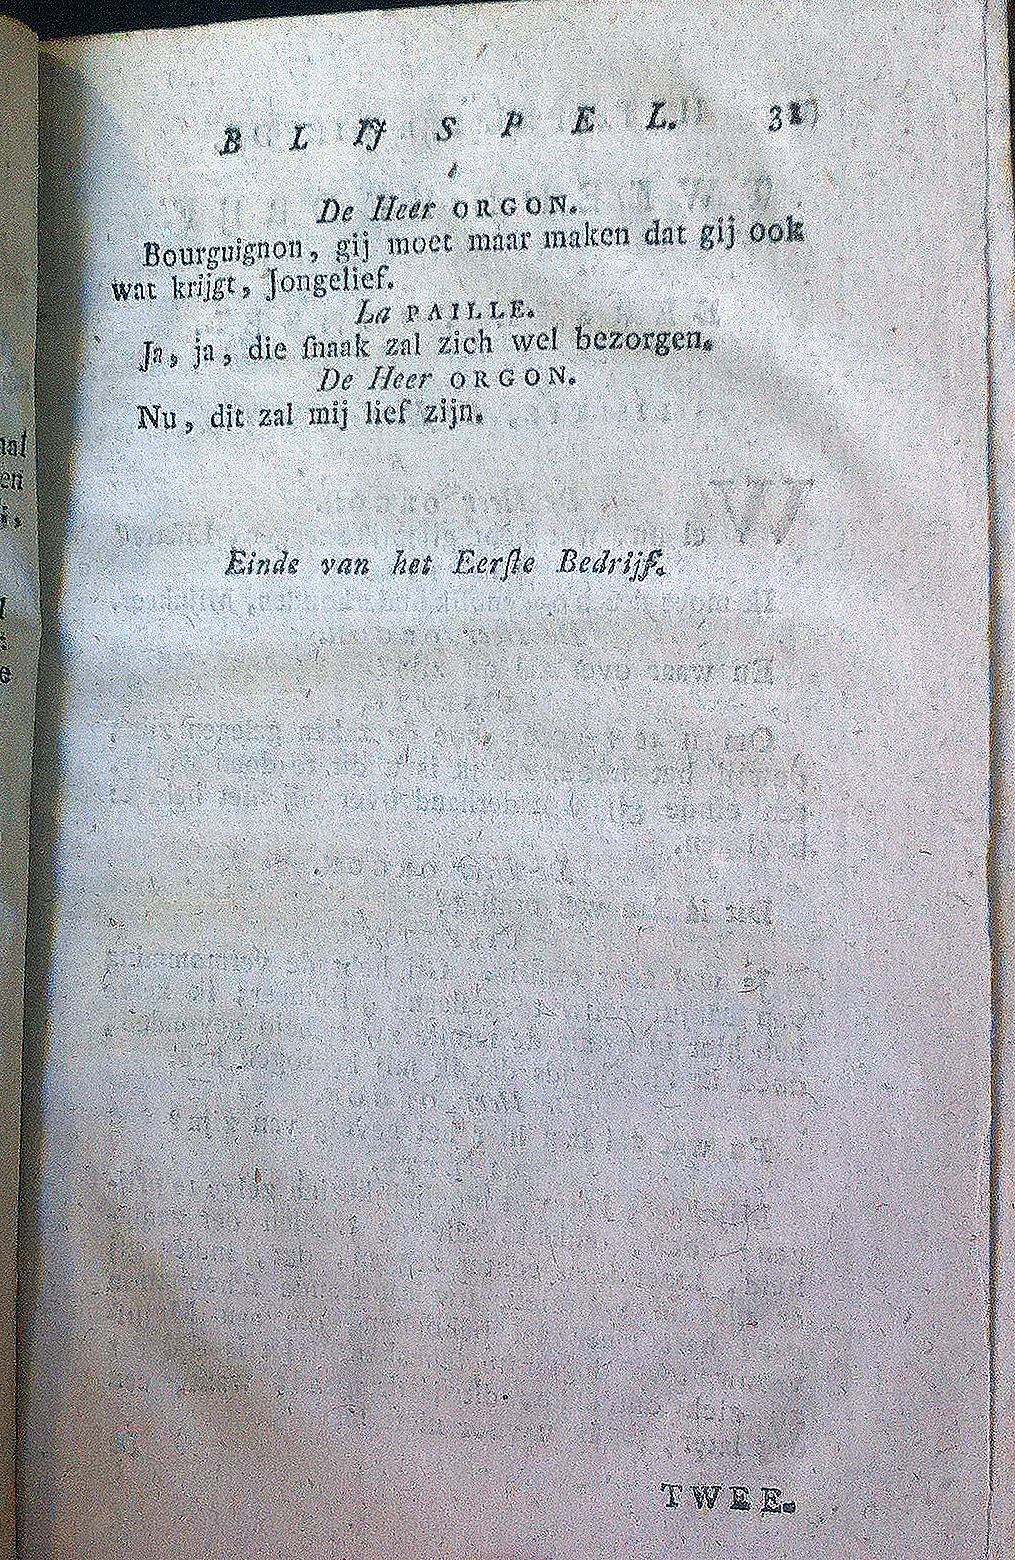 BLIJSPEL. 31
De Heer ORGON.
Bourguignon, gij moet maar maken dat gij ook
wat krijgt, Jongelief.
La PAILLE.
Ja, ja, die ſnaak zal zich wel bezorgen.
De Heer ORGON.
Nu, dit zal mij lief zijn.
Einde van het Eerſte Bedrijf.
TWEE-